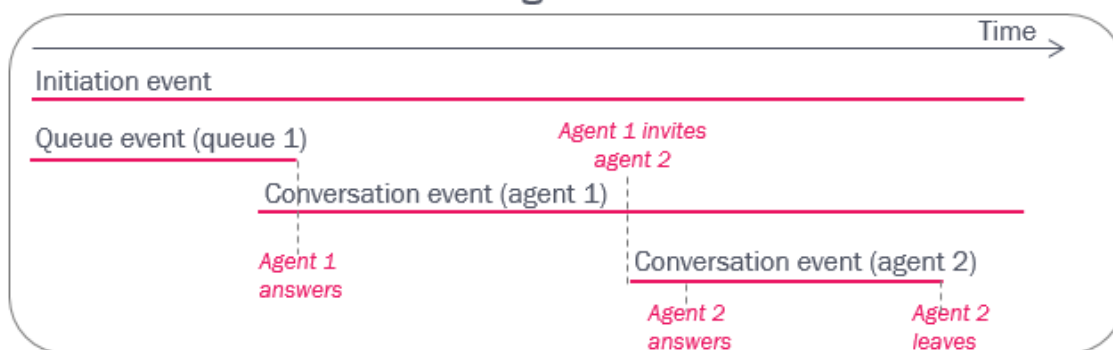 Time
Initiation event
Queue event (queue 1)
Agent 1 invites
agent 2
Conversation event (agent 1)
Agent 1
answers
Conversation event (agent 2)
Agent 2
answers
Agent 2
leaves